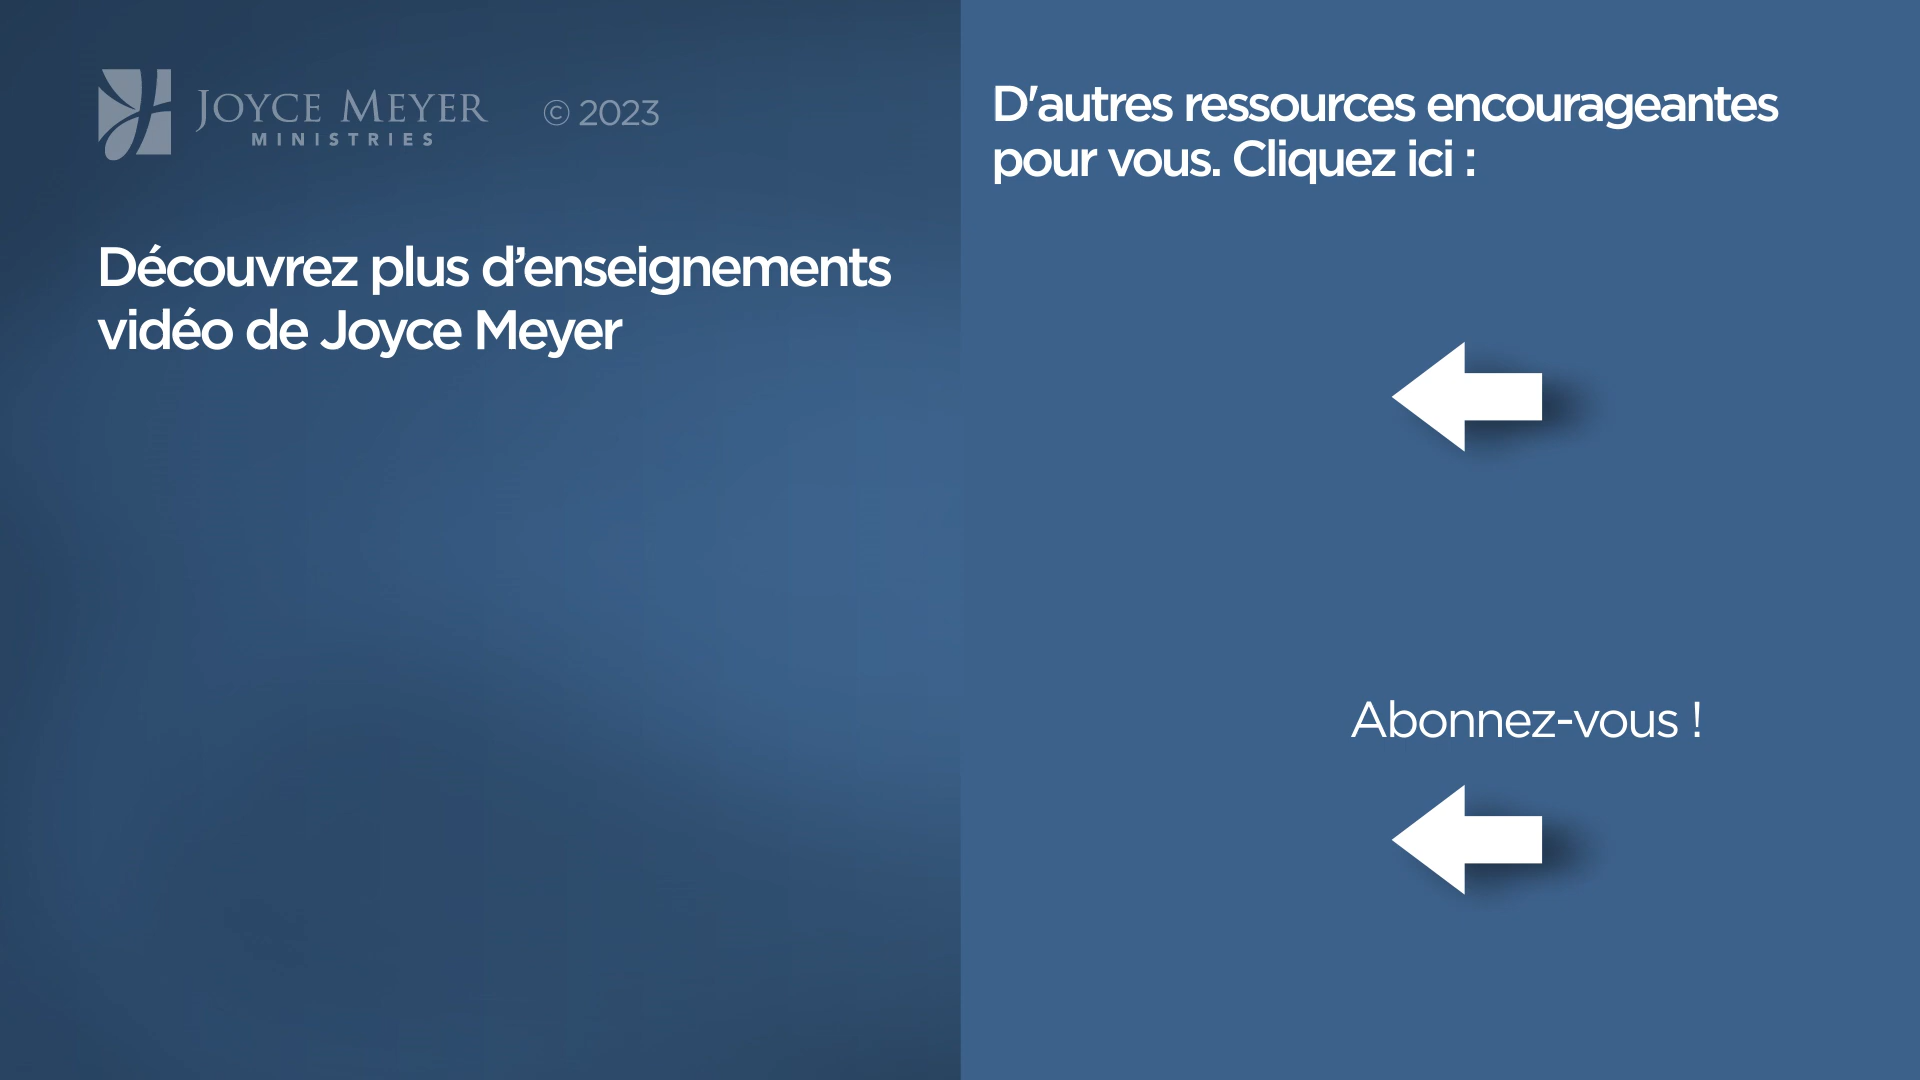 JOYCE MEYER
MINISTRIES
© 2023
Découvrez plus d’enseignements
vidéo de Joyce Meyer
D'autres ressources encourageantes
pour vous. Cliquez ici :
Abonnez-vous !